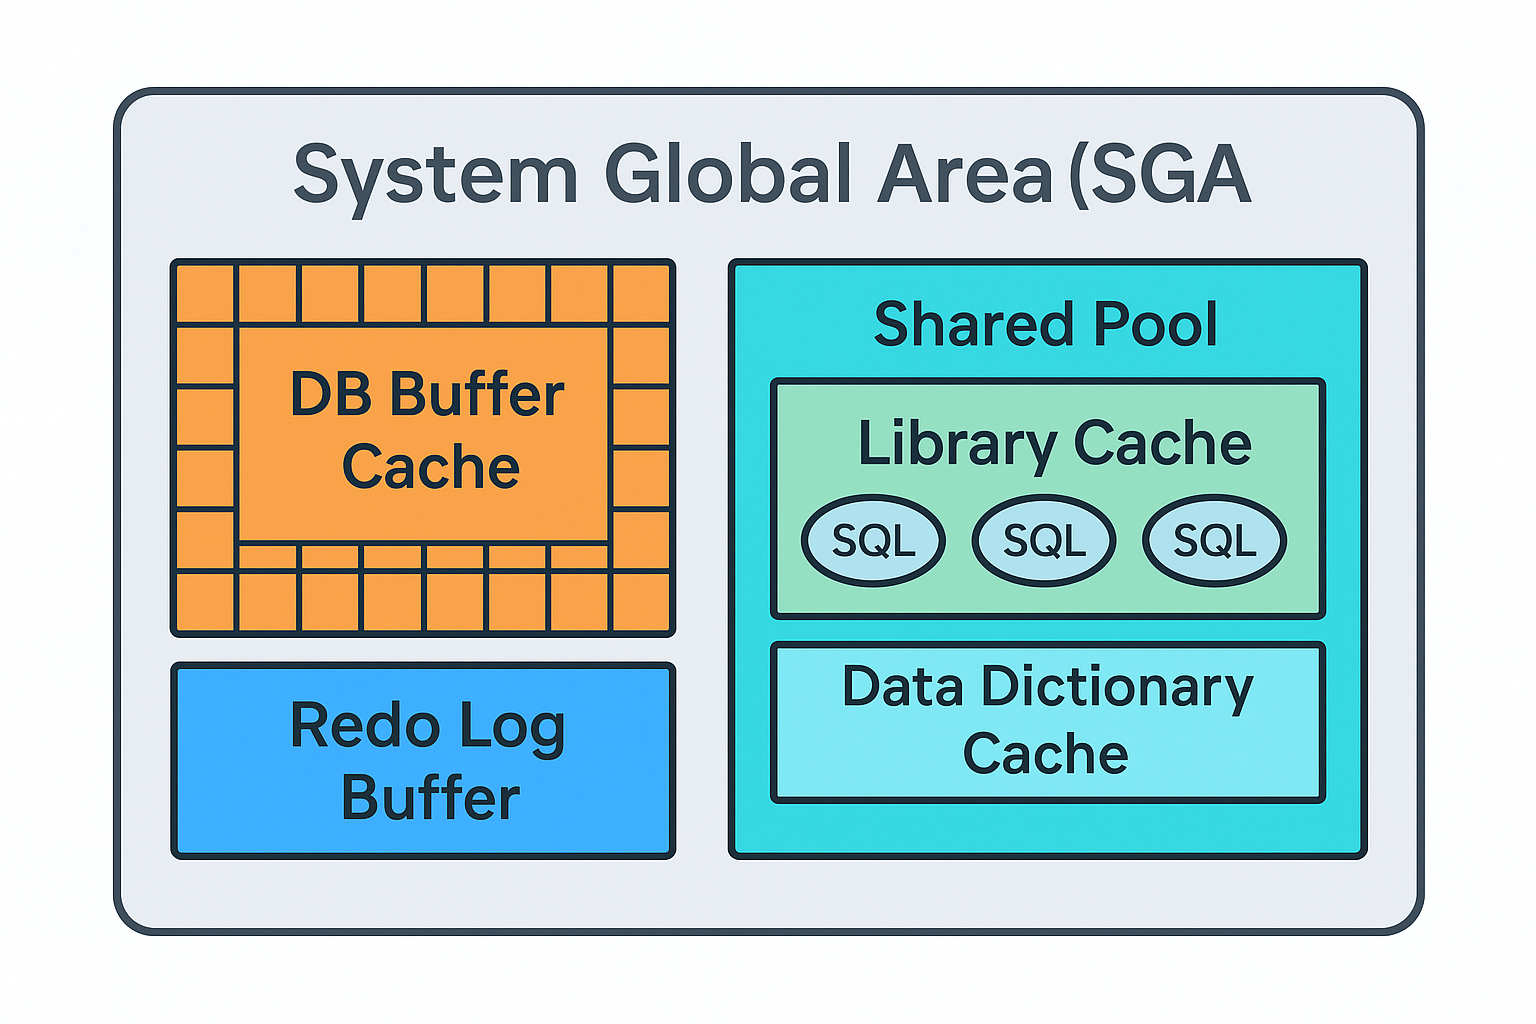 System Global Area (SGA
DB Buffer
Cache
Redo Log
Buffer
Shared Pool
Library Cache
SQL SQL SQL
Data Dictionary
Cache